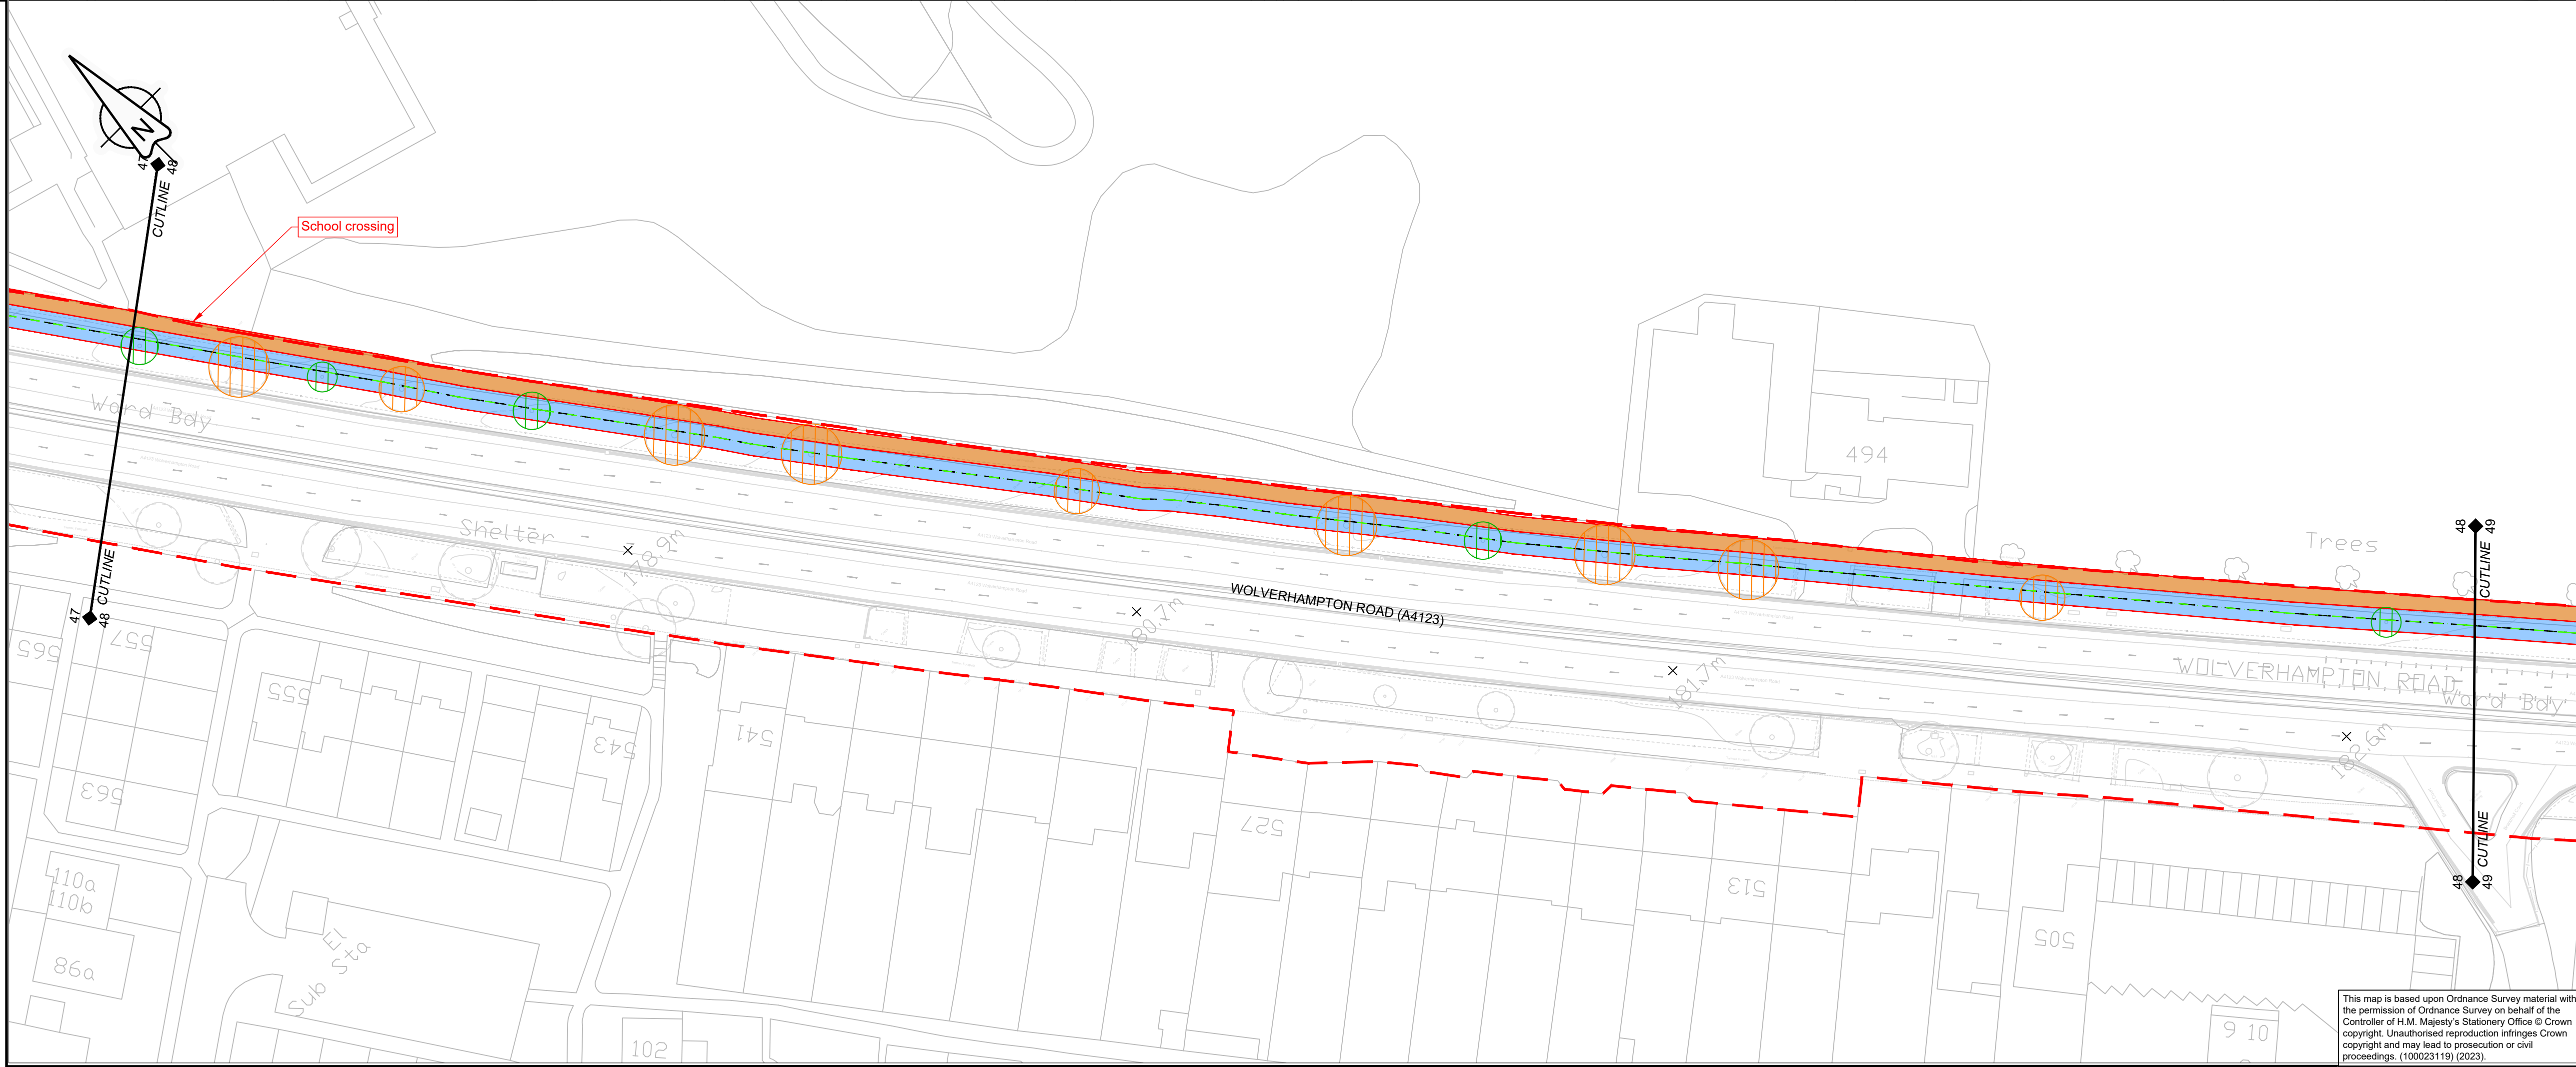 N
47
48
CUTLINE
School crossing
Ward Bdy
Shelter
178.9m
CUTLINE
47
48
565
557
555
543
541
563
110a
110b
86a
El
Sub Sta
102
180.7m
WOLVERHAMPTON ROAD (A4123)
527
181.7m
513
494
Trees
48
49
CUTLINE
WOLVERHAMPTON ROAD
Ward Bdy
182.6m
CUTLINE
48
49
505
9 10
This map is based upon Ordnance Survey material with
the permission of Ordnance Survey on behalf of the
Controller of H.M. Majesty's Stationery Office © Crown
copyright. Unauthorised reproduction infringes Crown
copyright and may lead to prosecution or civil
proceedings. (100023119) (2023).